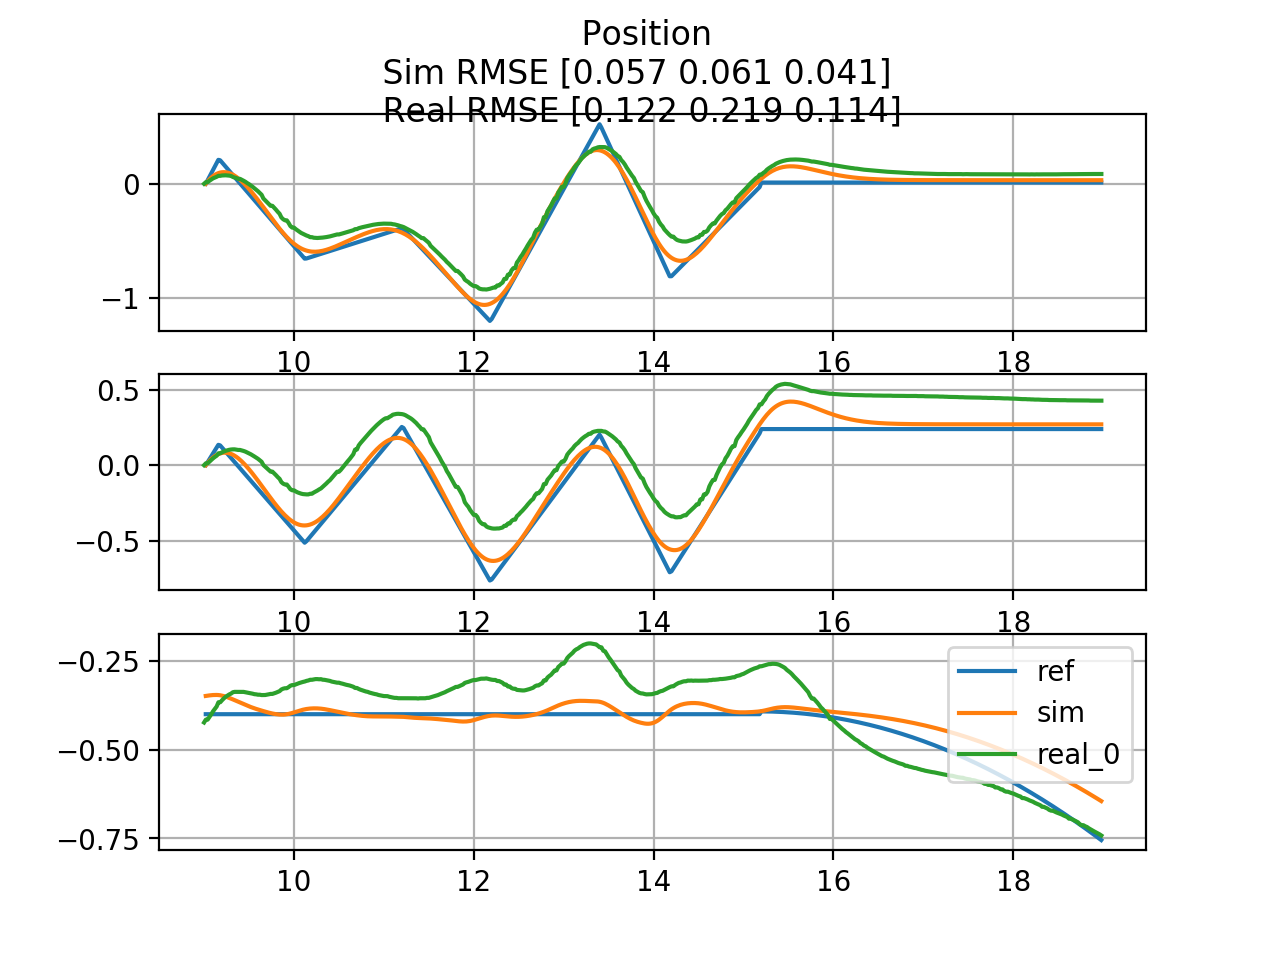 Position
Sim RMSE [0.057 0.061 0.041]
Real RMSE [0.122 0.219 0.114]
0
−1
10 12 14 16 18
0.5
0.0
−0.5
10 12 14 16 18
−0.25
−0.50
−0.75
ref
sim
real_0
10 12 14 16 18